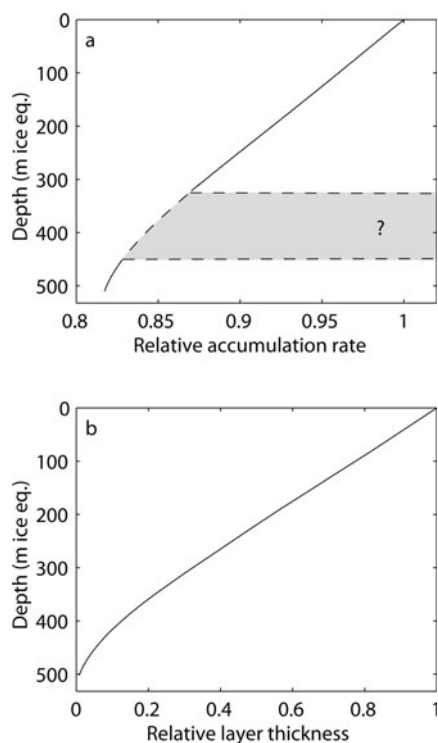 a
0
100
200
300
400
500
Depth (m ice eq.)
?
0.8 0.85 0.9 0.95 1
Relative accumulation rate
b
0
100
200
300
400
500
Depth (m ice eq.)
0 0.2 0.4 0.6 0.8 1
Relative layer thickness